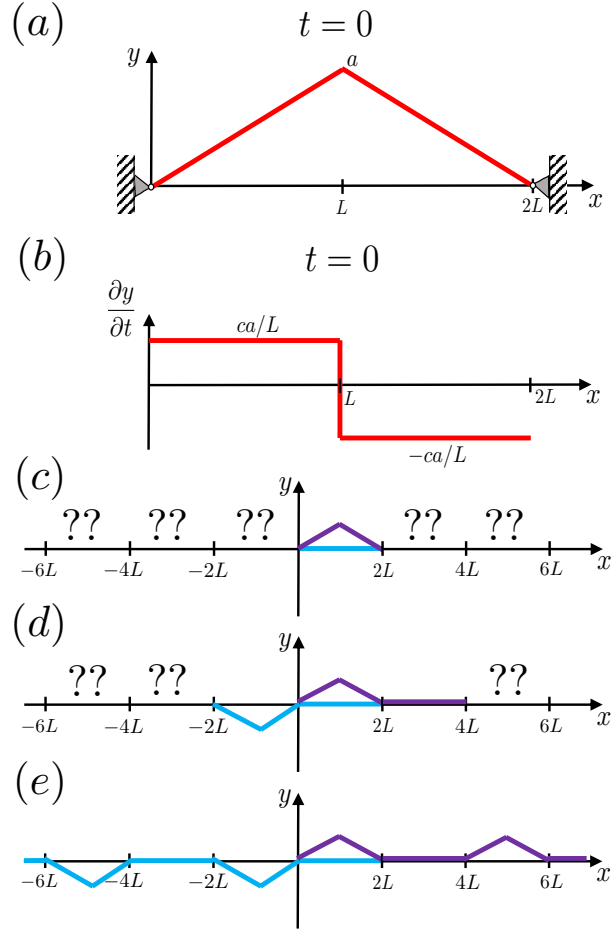 (a)
t = 0
y
a
L
2L
x
(b)
t = 0
∂y/∂t
ca/L
L
2L
x
−ca/L
(c)
y
?? ?? ?? ?? ??
−6L −4L −2L 2L 4L 6L x
(d)
y
?? ?? ??
−6L −4L −2L 2L 4L 6L x
(e)
y
−6L −4L −2L 2L 4L 6L x